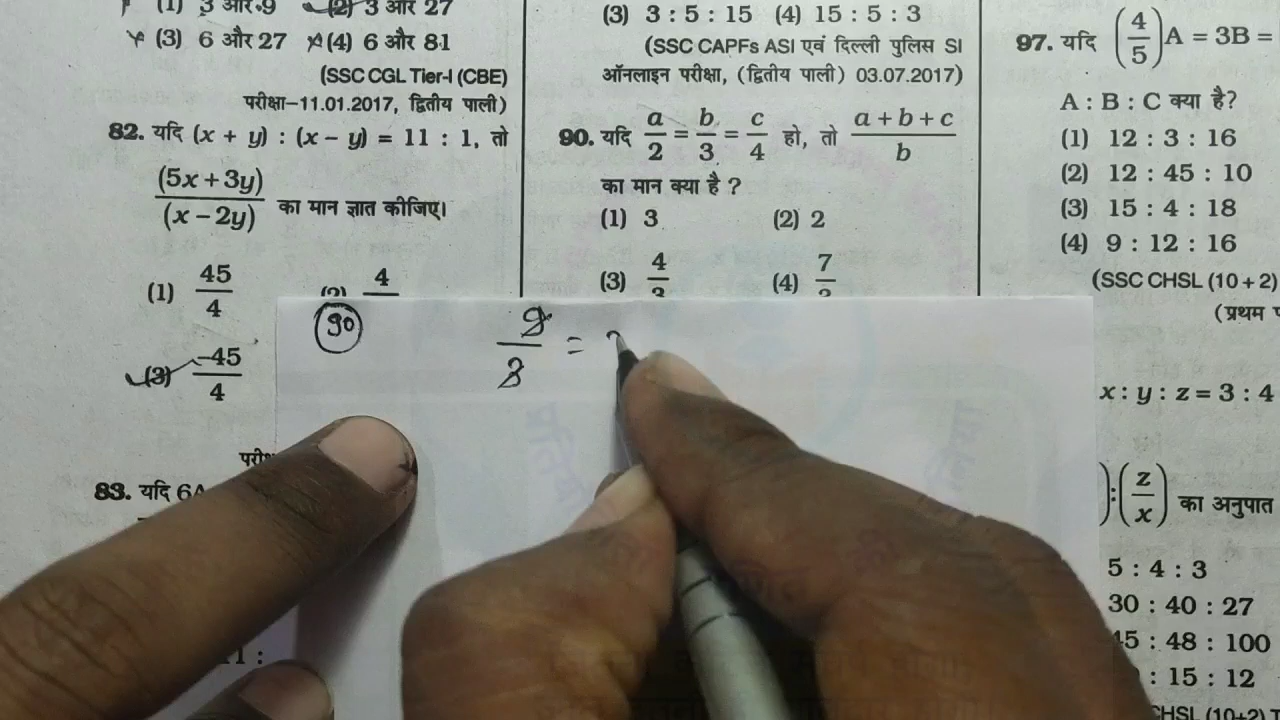 (1) 3 और 9 (2) 3 और 27
(3) 6 और 27 (4) 6 और 81
(SSC CGL Tier-I (CBE)
परीक्षा–11.01.2017, द्वितीय पाली)
82. यदि (x + y) : (x – y) = 11 : 1, तो
(5x+3y)
(x–2y) का मान ज्ञात कीजिए।
(1) 45/4
4
(3) –45/4
83. यदि 6A
(3) 3 : 5 : 15 (4) 15 : 5 : 3
(SSC CAPFs ASI एवं दिल्ली पुलिस SI
ऑनलाइन परीक्षा, (द्वितीय पाली) 03.07.2017)
90. यदि a/2 = b/3 = c/4 हो, तो (a+b+c)/b
का मान क्या है ?
(1) 3 (2) 2
(3) 4 (4) 7
90 9/3 =
97. यदि (4/5)A = 3B =
A : B : C क्या है?
(1) 12 : 3 : 16
(2) 12 : 45 : 10
(3) 15 : 4 : 18
(4) 9 : 12 : 16
(SSC CHSL (10+2)
(प्रथम
x : y : z = 3 : 4
) : (z/x) का अनुपात
5 : 4 : 3
30 : 40 : 27
45 : 48 : 100
: 15 : 12
CHSL (10+2)